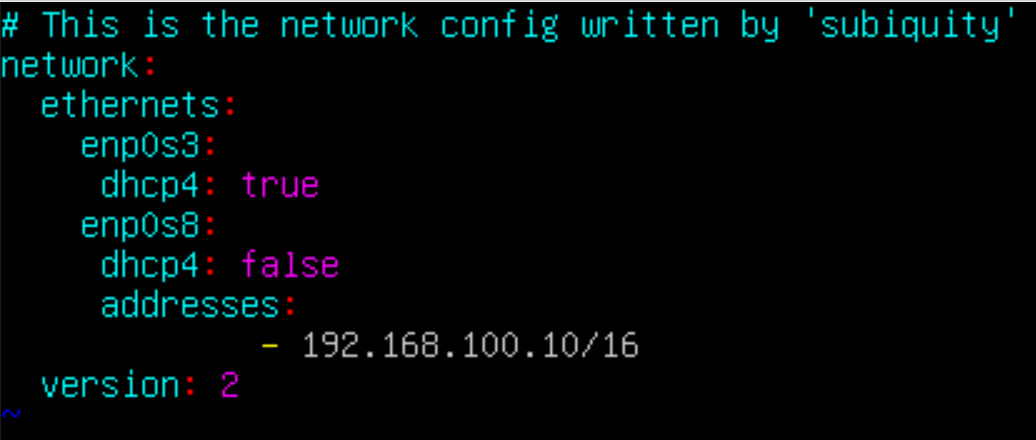 # This is the network config written by 'subiquity'
network:
  ethernets:
    enp0s3:
     dhcp4: true
    enp0s8:
     dhcp4: false
     addresses:
             - 192.168.100.10/16
  version: 2
~